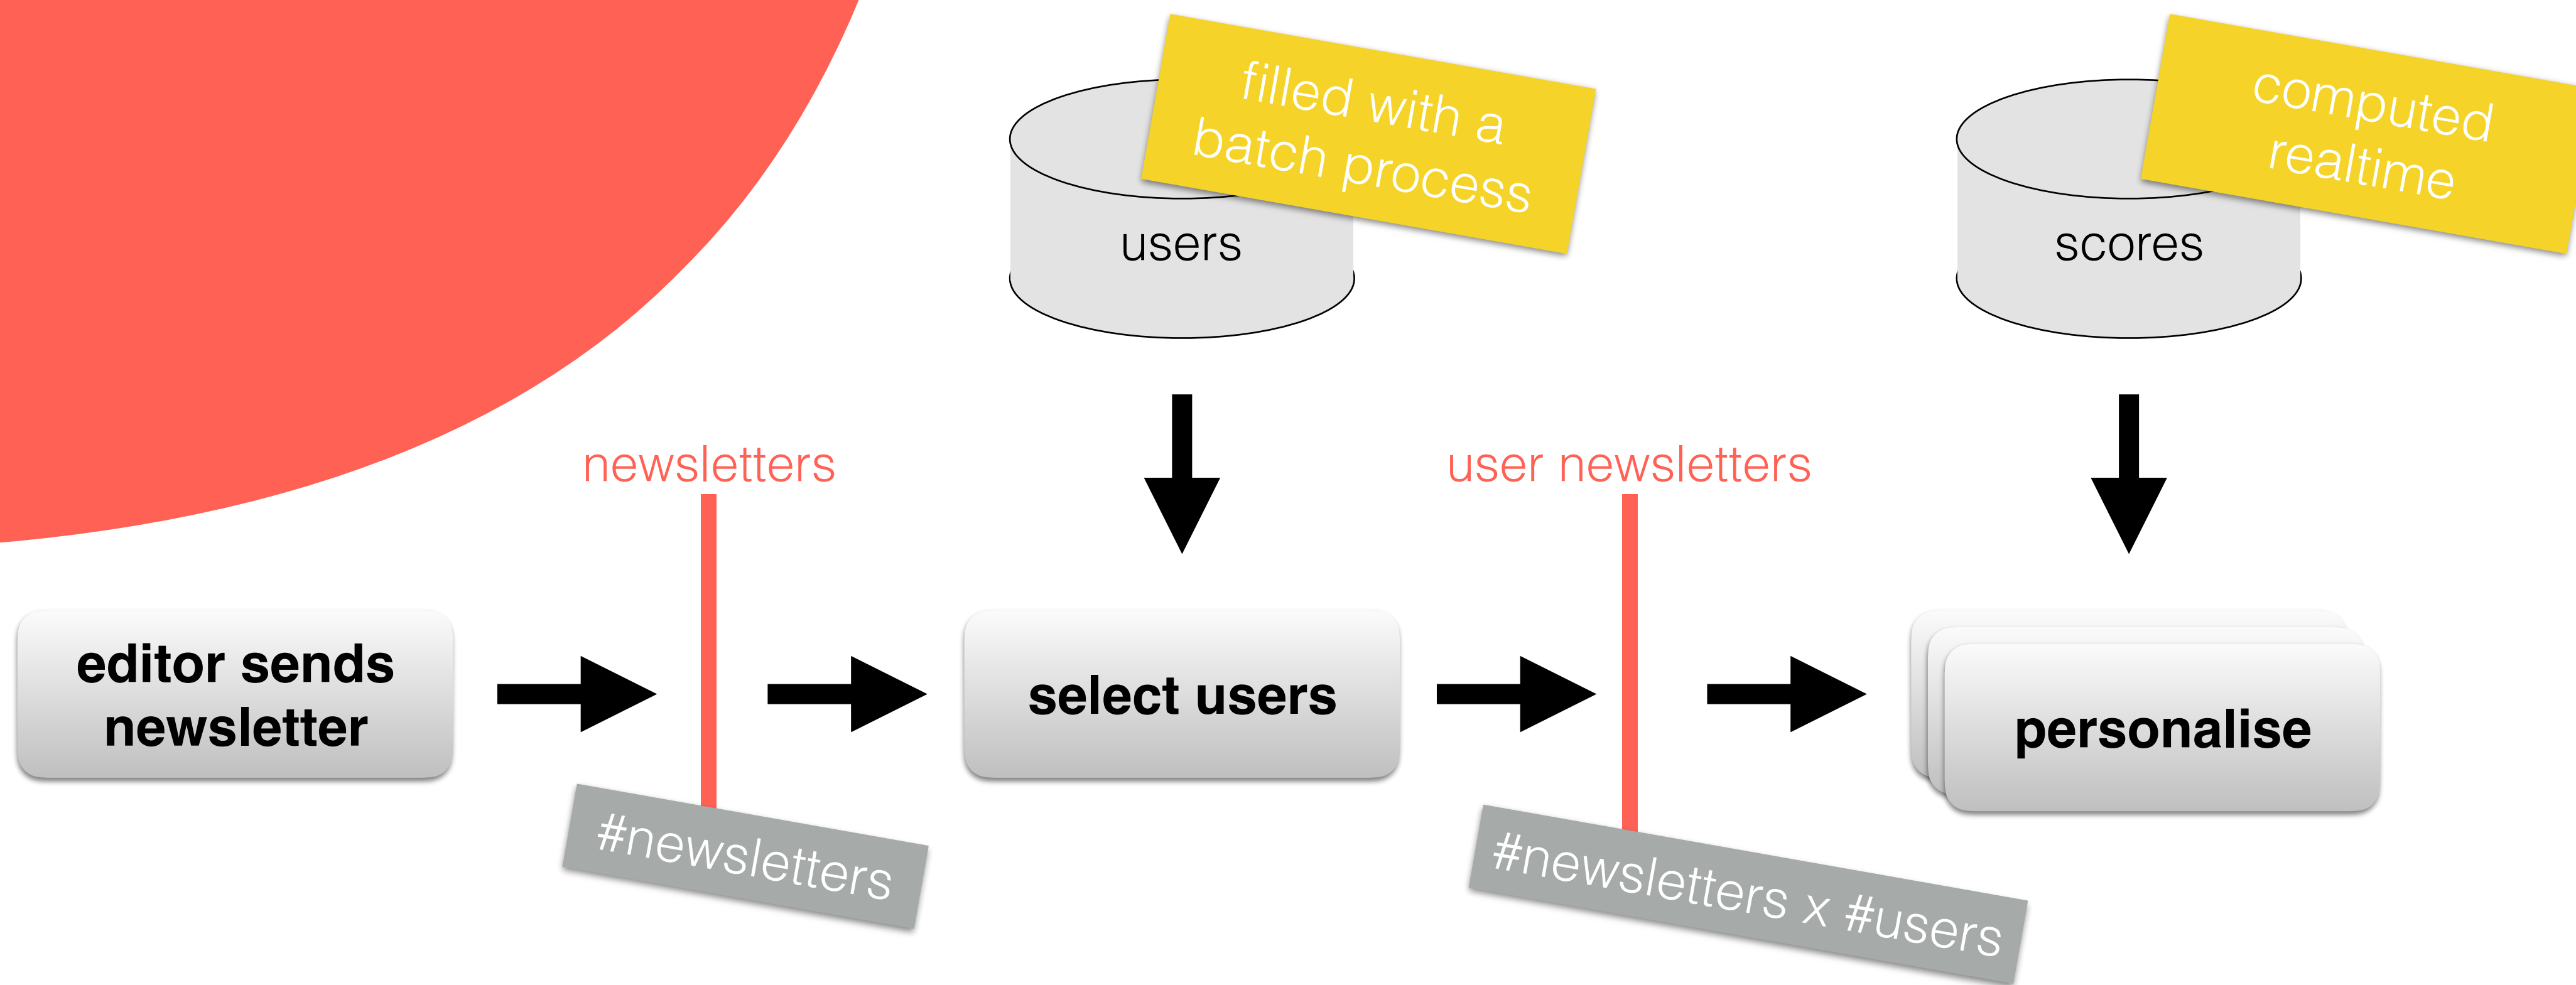 filled with a
batch process
computed
realtime
users
scores
newsletters
user newsletters
editor sends
newsletter
select users
personalise
#newsletters
#newsletters x #users